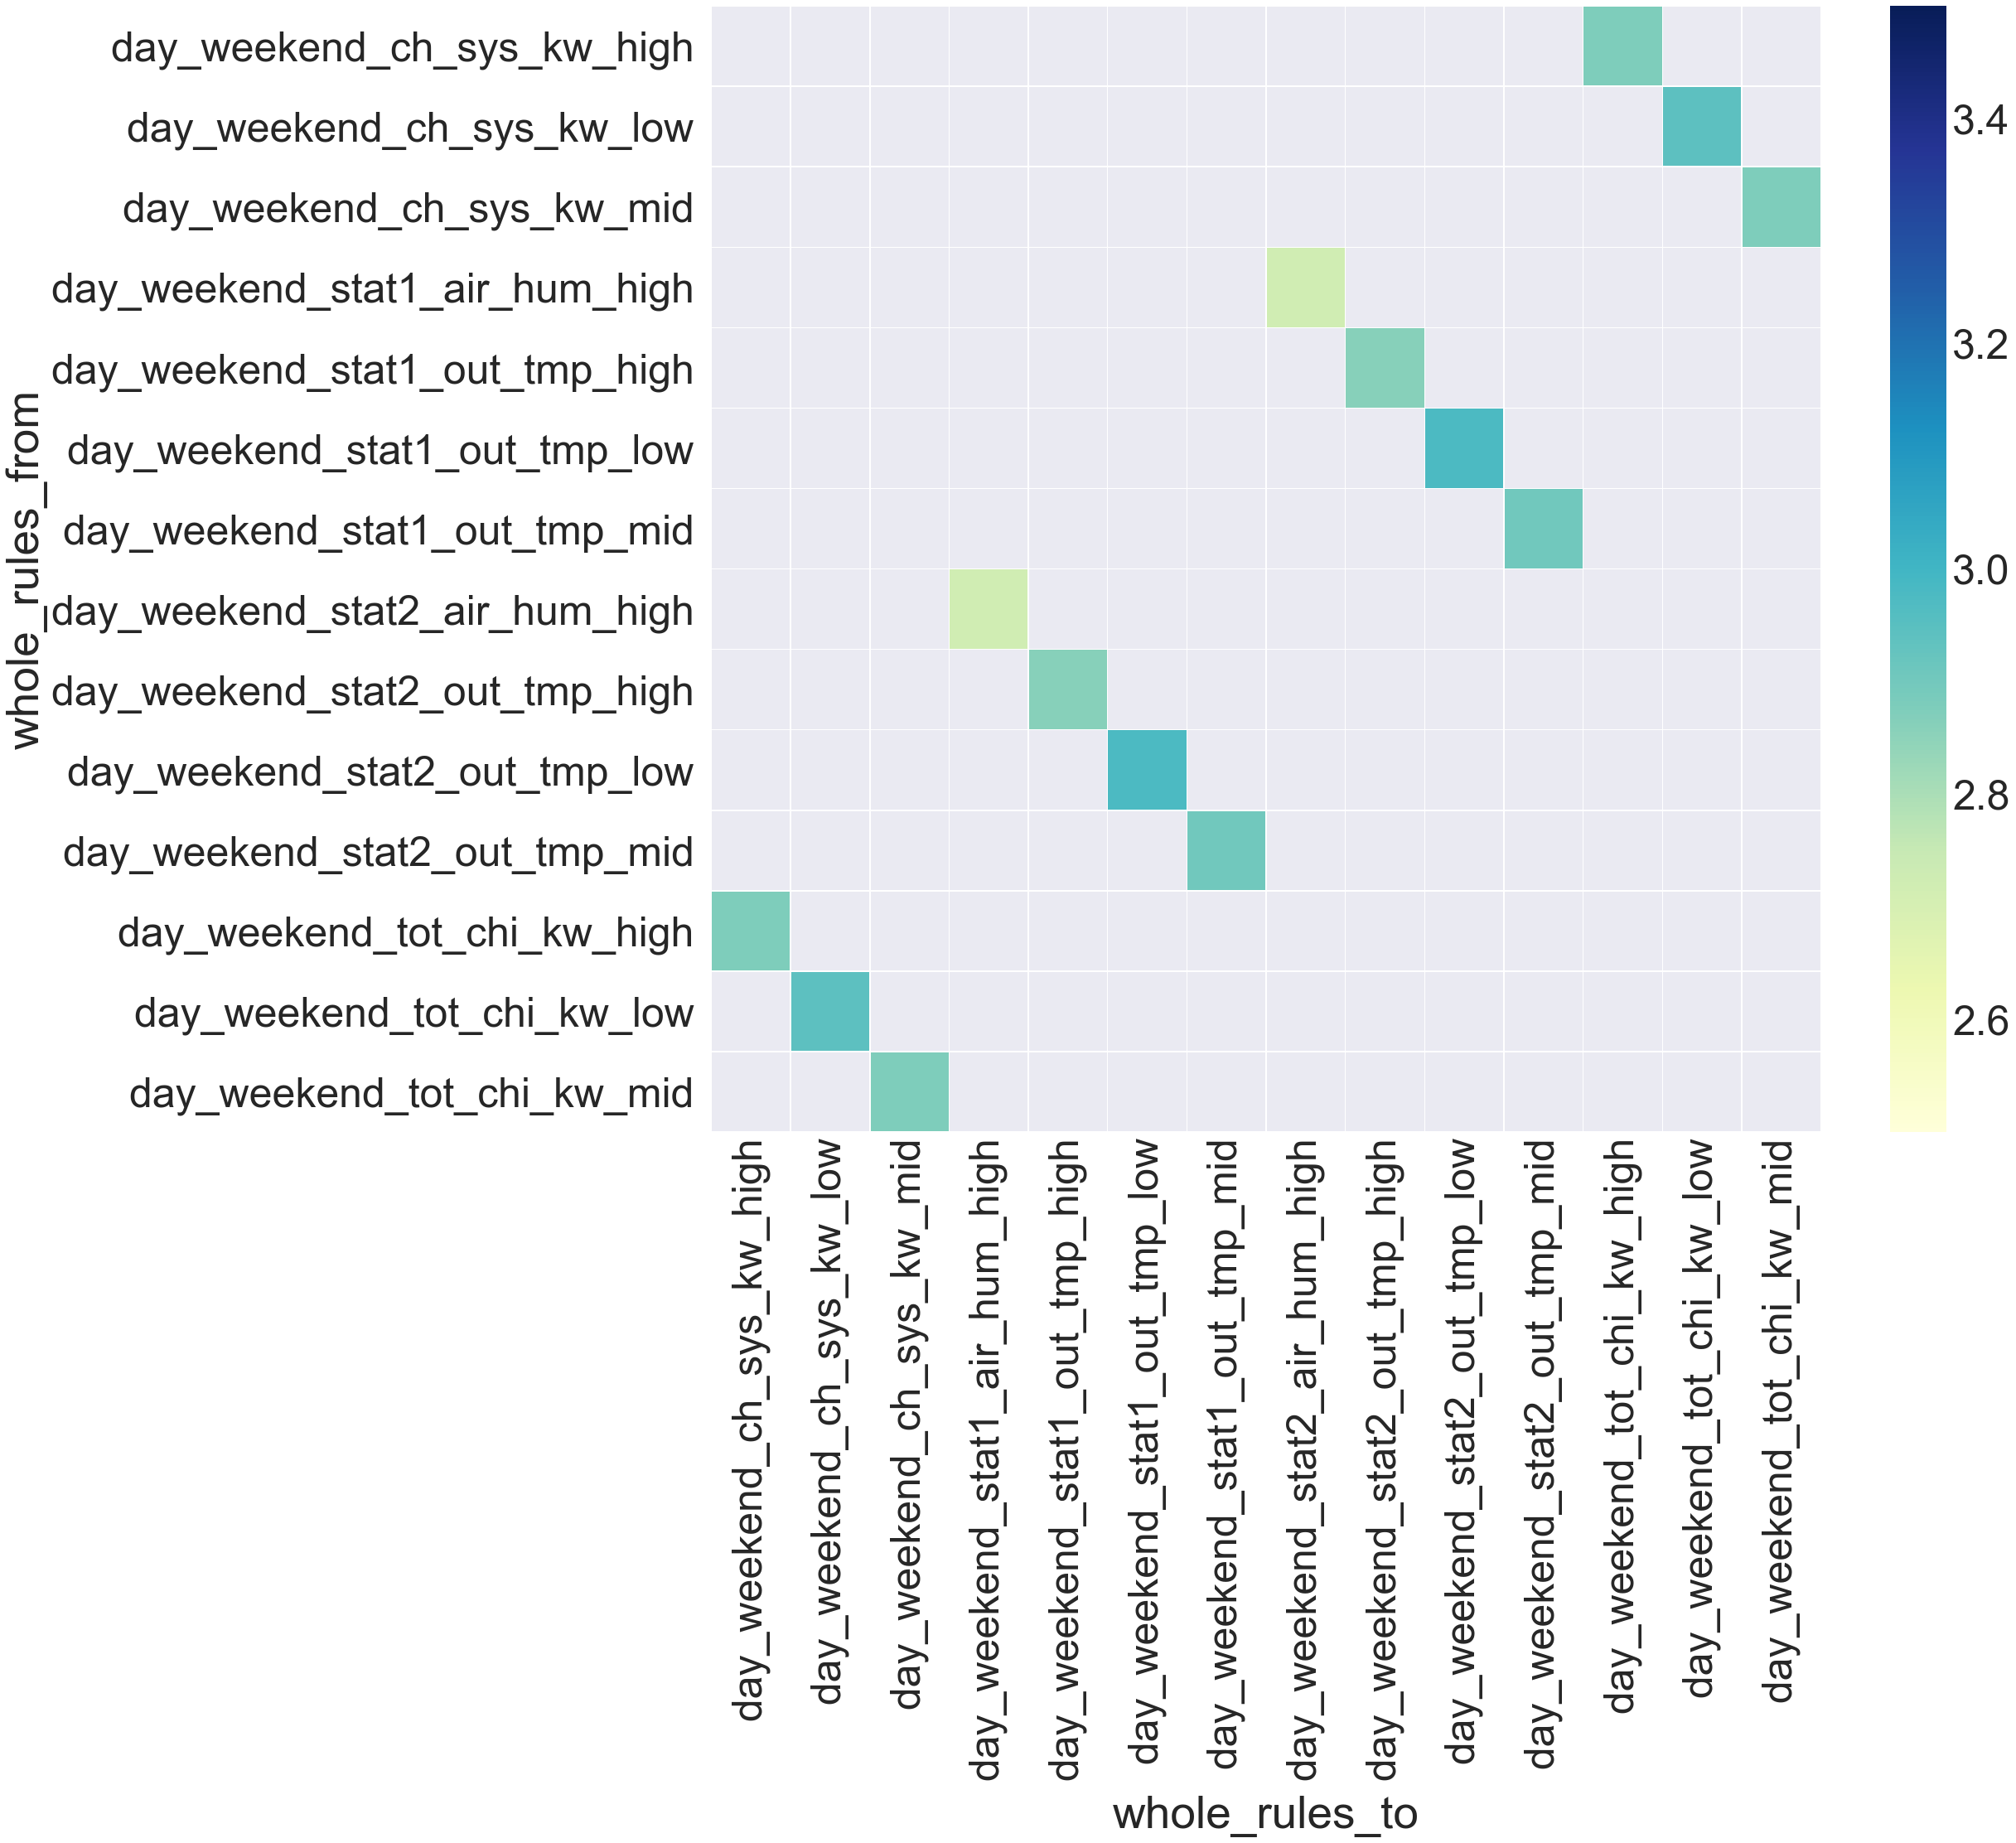 day_weekend_ch_sys_kw_high
day_weekend_ch_sys_kw_low
day_weekend_ch_sys_kw_mid
day_weekend_stat1_air_hum_high
day_weekend_stat1_out_tmp_high
day_weekend_stat1_out_tmp_low
day_weekend_stat1_out_tmp_mid
day_weekend_stat2_air_hum_high
day_weekend_stat2_out_tmp_high
day_weekend_stat2_out_tmp_low
day_weekend_stat2_out_tmp_mid
day_weekend_tot_chi_kw_high
day_weekend_tot_chi_kw_low
day_weekend_tot_chi_kw_mid
whole_rules_from
day_weekend_ch_sys_kw_high
day_weekend_ch_sys_kw_low
day_weekend_ch_sys_kw_mid
day_weekend_stat1_air_hum_high
day_weekend_stat1_out_tmp_high
day_weekend_stat1_out_tmp_low
day_weekend_stat1_out_tmp_mid
day_weekend_stat2_air_hum_high
day_weekend_stat2_out_tmp_high
day_weekend_stat2_out_tmp_low
day_weekend_stat2_out_tmp_mid
day_weekend_tot_chi_kw_high
day_weekend_tot_chi_kw_low
day_weekend_tot_chi_kw_mid
whole_rules_to
3.4
3.2
3.0
2.8
2.6